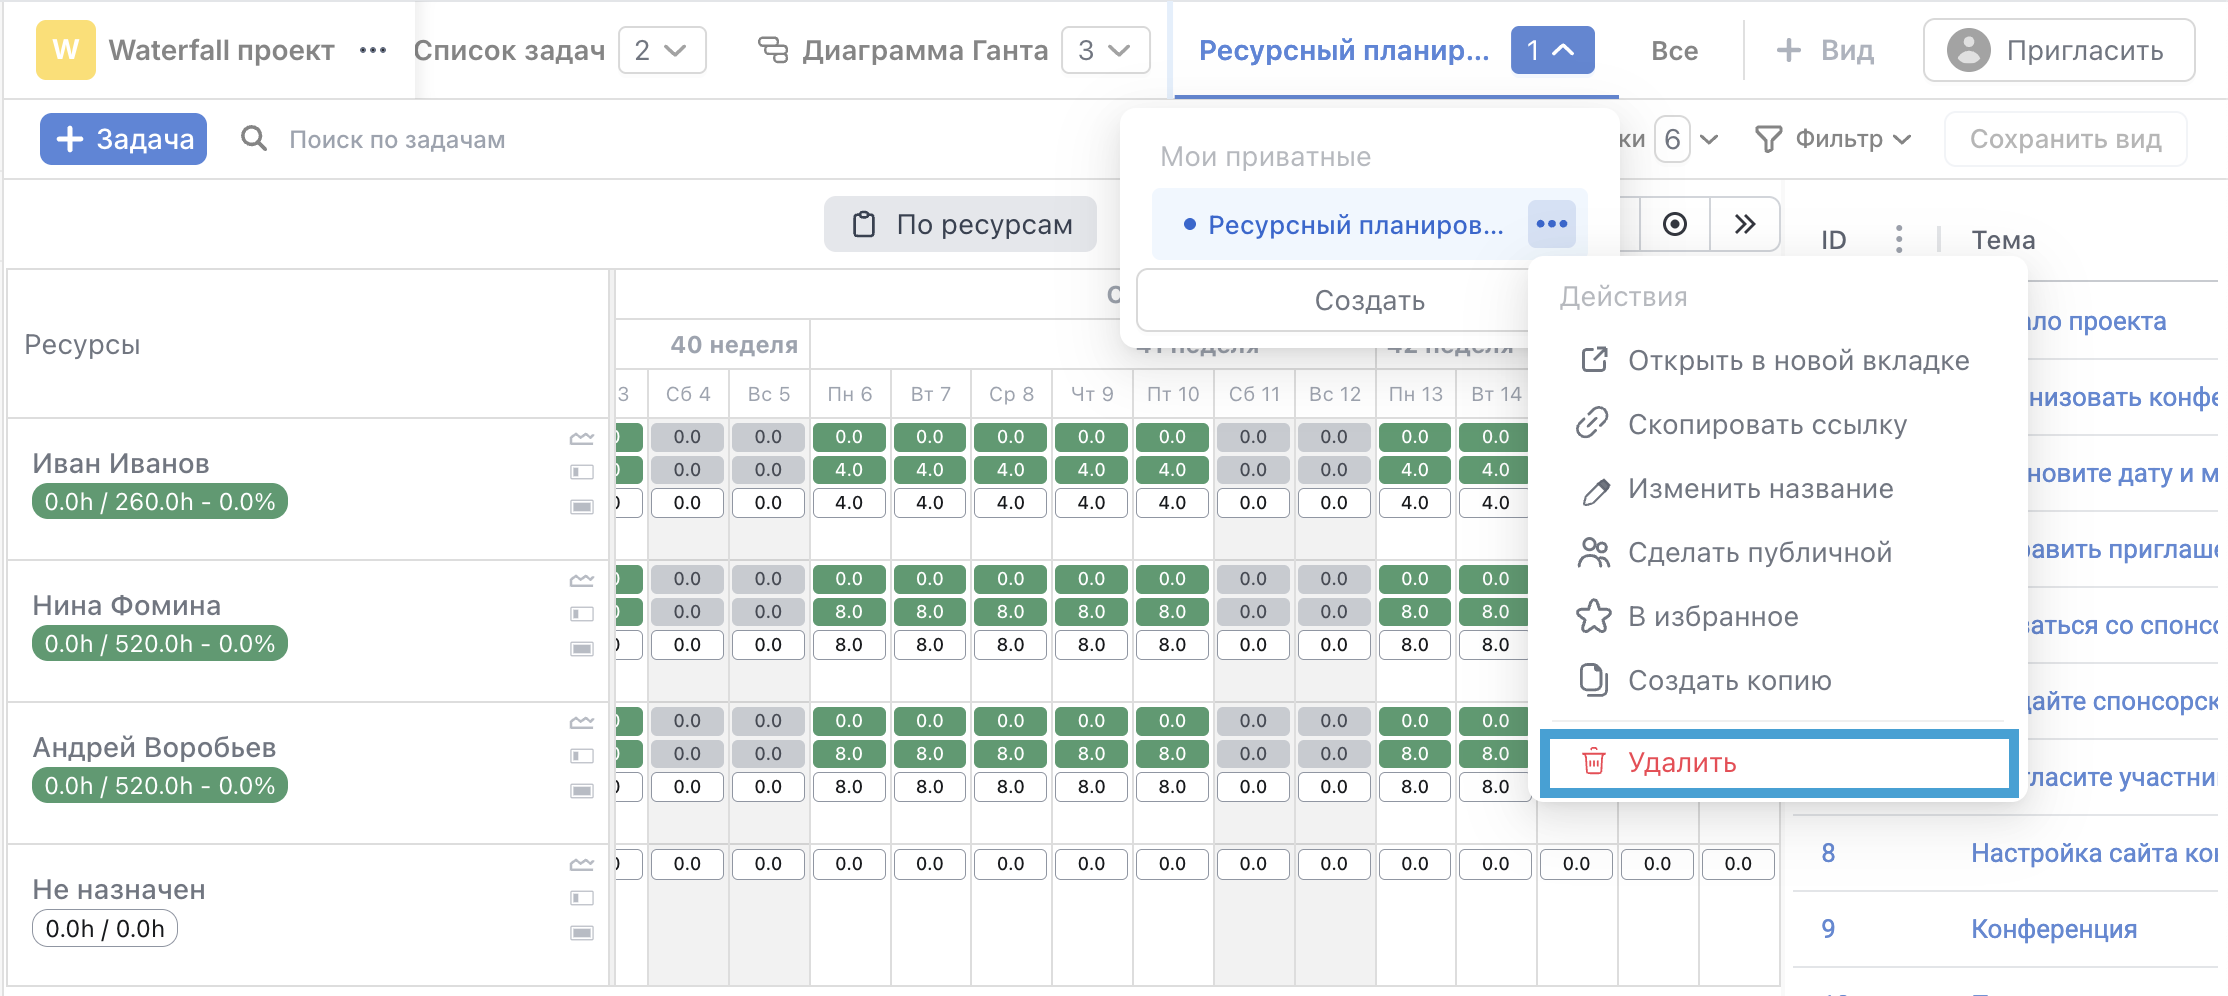 W Waterfall проект ••• Список задач 2 Диаграмма Ганта 3 Ресурсный планир... 1 Все + Вид Пригласить
+ Задача Поиск по задачам ки 6 Фильтр Сохранить вид
Мои приватные
По ресурсам • Ресурсный планиров... •••
ID Тема
Создать
Действия
Открыть в новой вкладке
Скопировать ссылку
Изменить название
Сделать публичной
В избранное
Создать копию
Удалить
Ресурсы
40 неделя 41 неделя 42 неделя
3 Сб 4 Вс 5 Пн 6 Вт 7 Ср 8 Чт 9 Пт 10 Сб 11 Вс 12 Пн 13 Вт 14
Иван Иванов
0.0h / 260.0h - 0.0%
0.0 0.0 0.0 0.0 0.0 0.0 0.0 0.0 0.0 0.0 0.0
0.0 0.0 4.0 4.0 4.0 4.0 4.0 0.0 0.0 4.0 4.0
0.0 0.0 4.0 4.0 4.0 4.0 4.0 0.0 0.0 4.0 4.0
Нина Фомина
0.0h / 520.0h - 0.0%
0.0 0.0 0.0 0.0 0.0 0.0 0.0 0.0 0.0 0.0 0.0
0.0 0.0 8.0 8.0 8.0 8.0 8.0 0.0 0.0 8.0 8.0
0.0 0.0 8.0 8.0 8.0 8.0 8.0 0.0 0.0 8.0 8.0
Андрей Воробьев
0.0h / 520.0h - 0.0%
0.0 0.0 0.0 0.0 0.0 0.0 0.0 0.0 0.0 0.0 0.0
0.0 0.0 8.0 8.0 8.0 8.0 8.0 0.0 0.0 8.0 8.0
0.0 0.0 8.0 8.0 8.0 8.0 8.0 0.0 0.0 8.0 8.0
Не назначен
0.0h / 0.0h
0.0 0.0 0.0 0.0 0.0 0.0 0.0 0.0 0.0 0.0 0.0 0.0 0.0 0.0
ало проекта
низовать конфе
новите дату и м
равить приглаше
ваться со спонсо
дайте спонсорск
гласите участни
8 Настройка сайта ко
9 Конференция